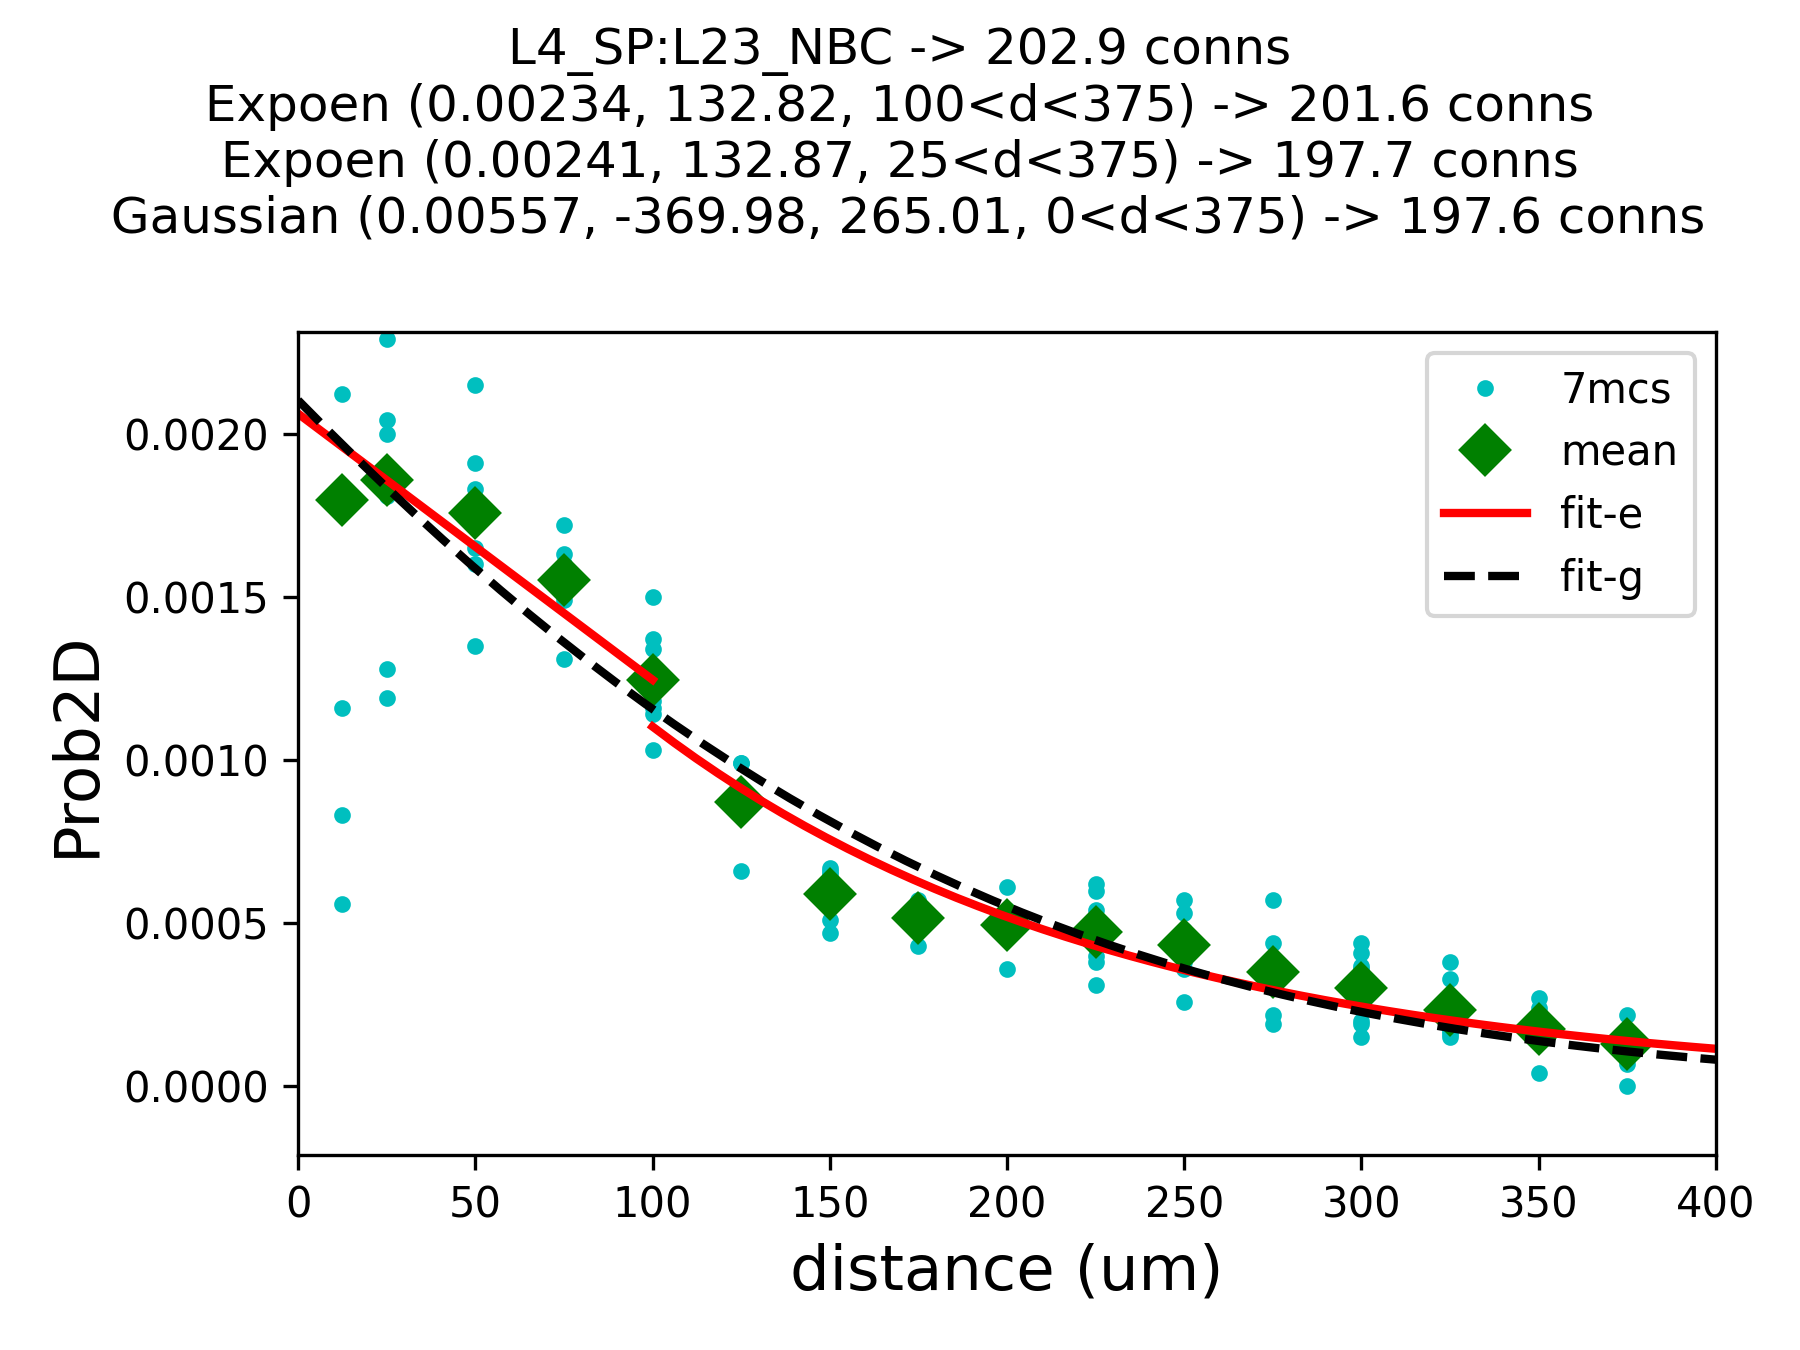 L4_SP:L23_NBC -> 202.9 conns
Expoen (0.00234, 132.82, 100<d<375) -> 201.6 conns
Expoen (0.00241, 132.87, 25<d<375) -> 197.7 conns
Gaussian (0.00557, -369.98, 265.01, 0<d<375) -> 197.6 conns
7mcs
mean
fit-e
fit-g
Prob2D
0.0020
0.0015
0.0010
0.0005
0.0000
0 50 100 150 200 250 300 350 400
distance (um)